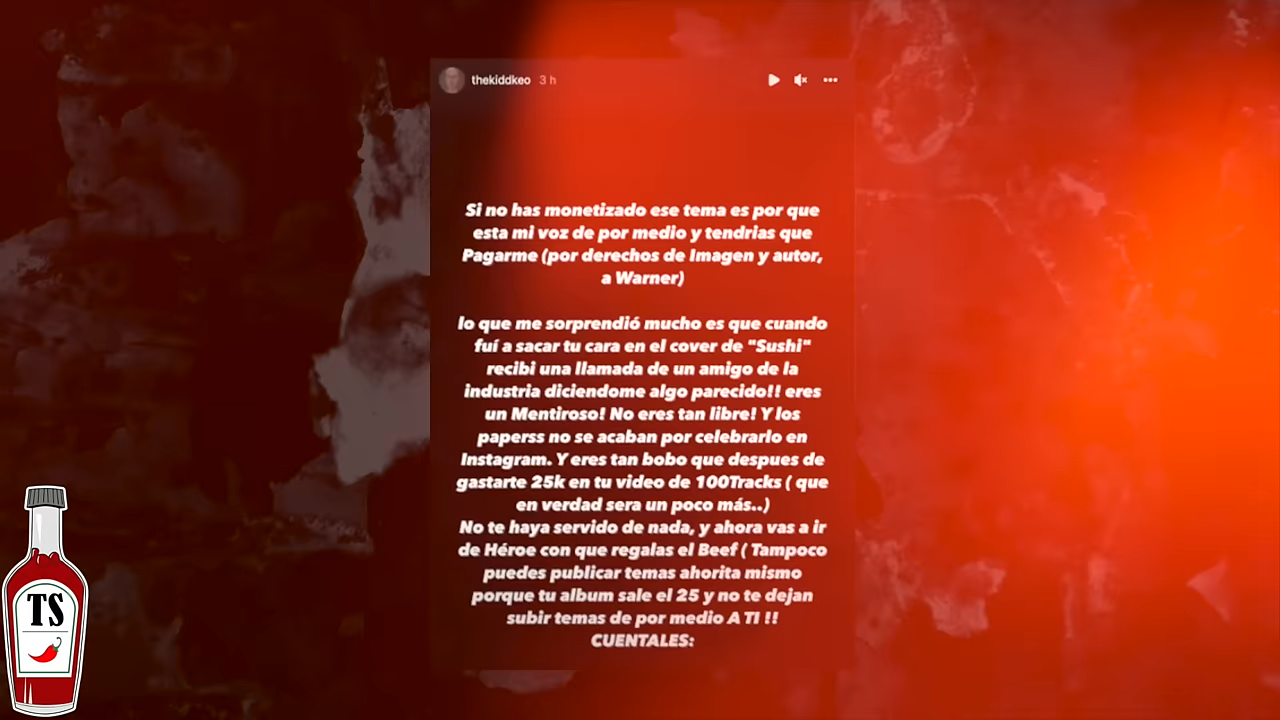 thekiddkeo 3 h
Si no has monetizado ese tema es por que
esta mi voz de por medio y tendrias que
Pagarme (por derechos de Imagen y autor,
a Warner)
lo que me sorprendió mucho es que cuando
fuí a sacar tu cara en el cover de "Sushi"
recibi una llamada de un amigo de la
industria diciendome algo parecido!! eres
un Mentiroso! No eres tan libre! Y los
paperss no se acaban por celebrarlo en
Instagram. Y eres tan bobo que despues de
gastarte 25k en tu video de 100Tracks ( que
en verdad sera un poco más..)
No te haya servido de nada, y ahora vas a ir
de Héroe con que regalas el Beef ( Tampoco
puedes publicar temas ahorita mismo
porque tu album sale el 25 y no te dejan
subir temas de por medio A TI !!
CUENTALES:
TS